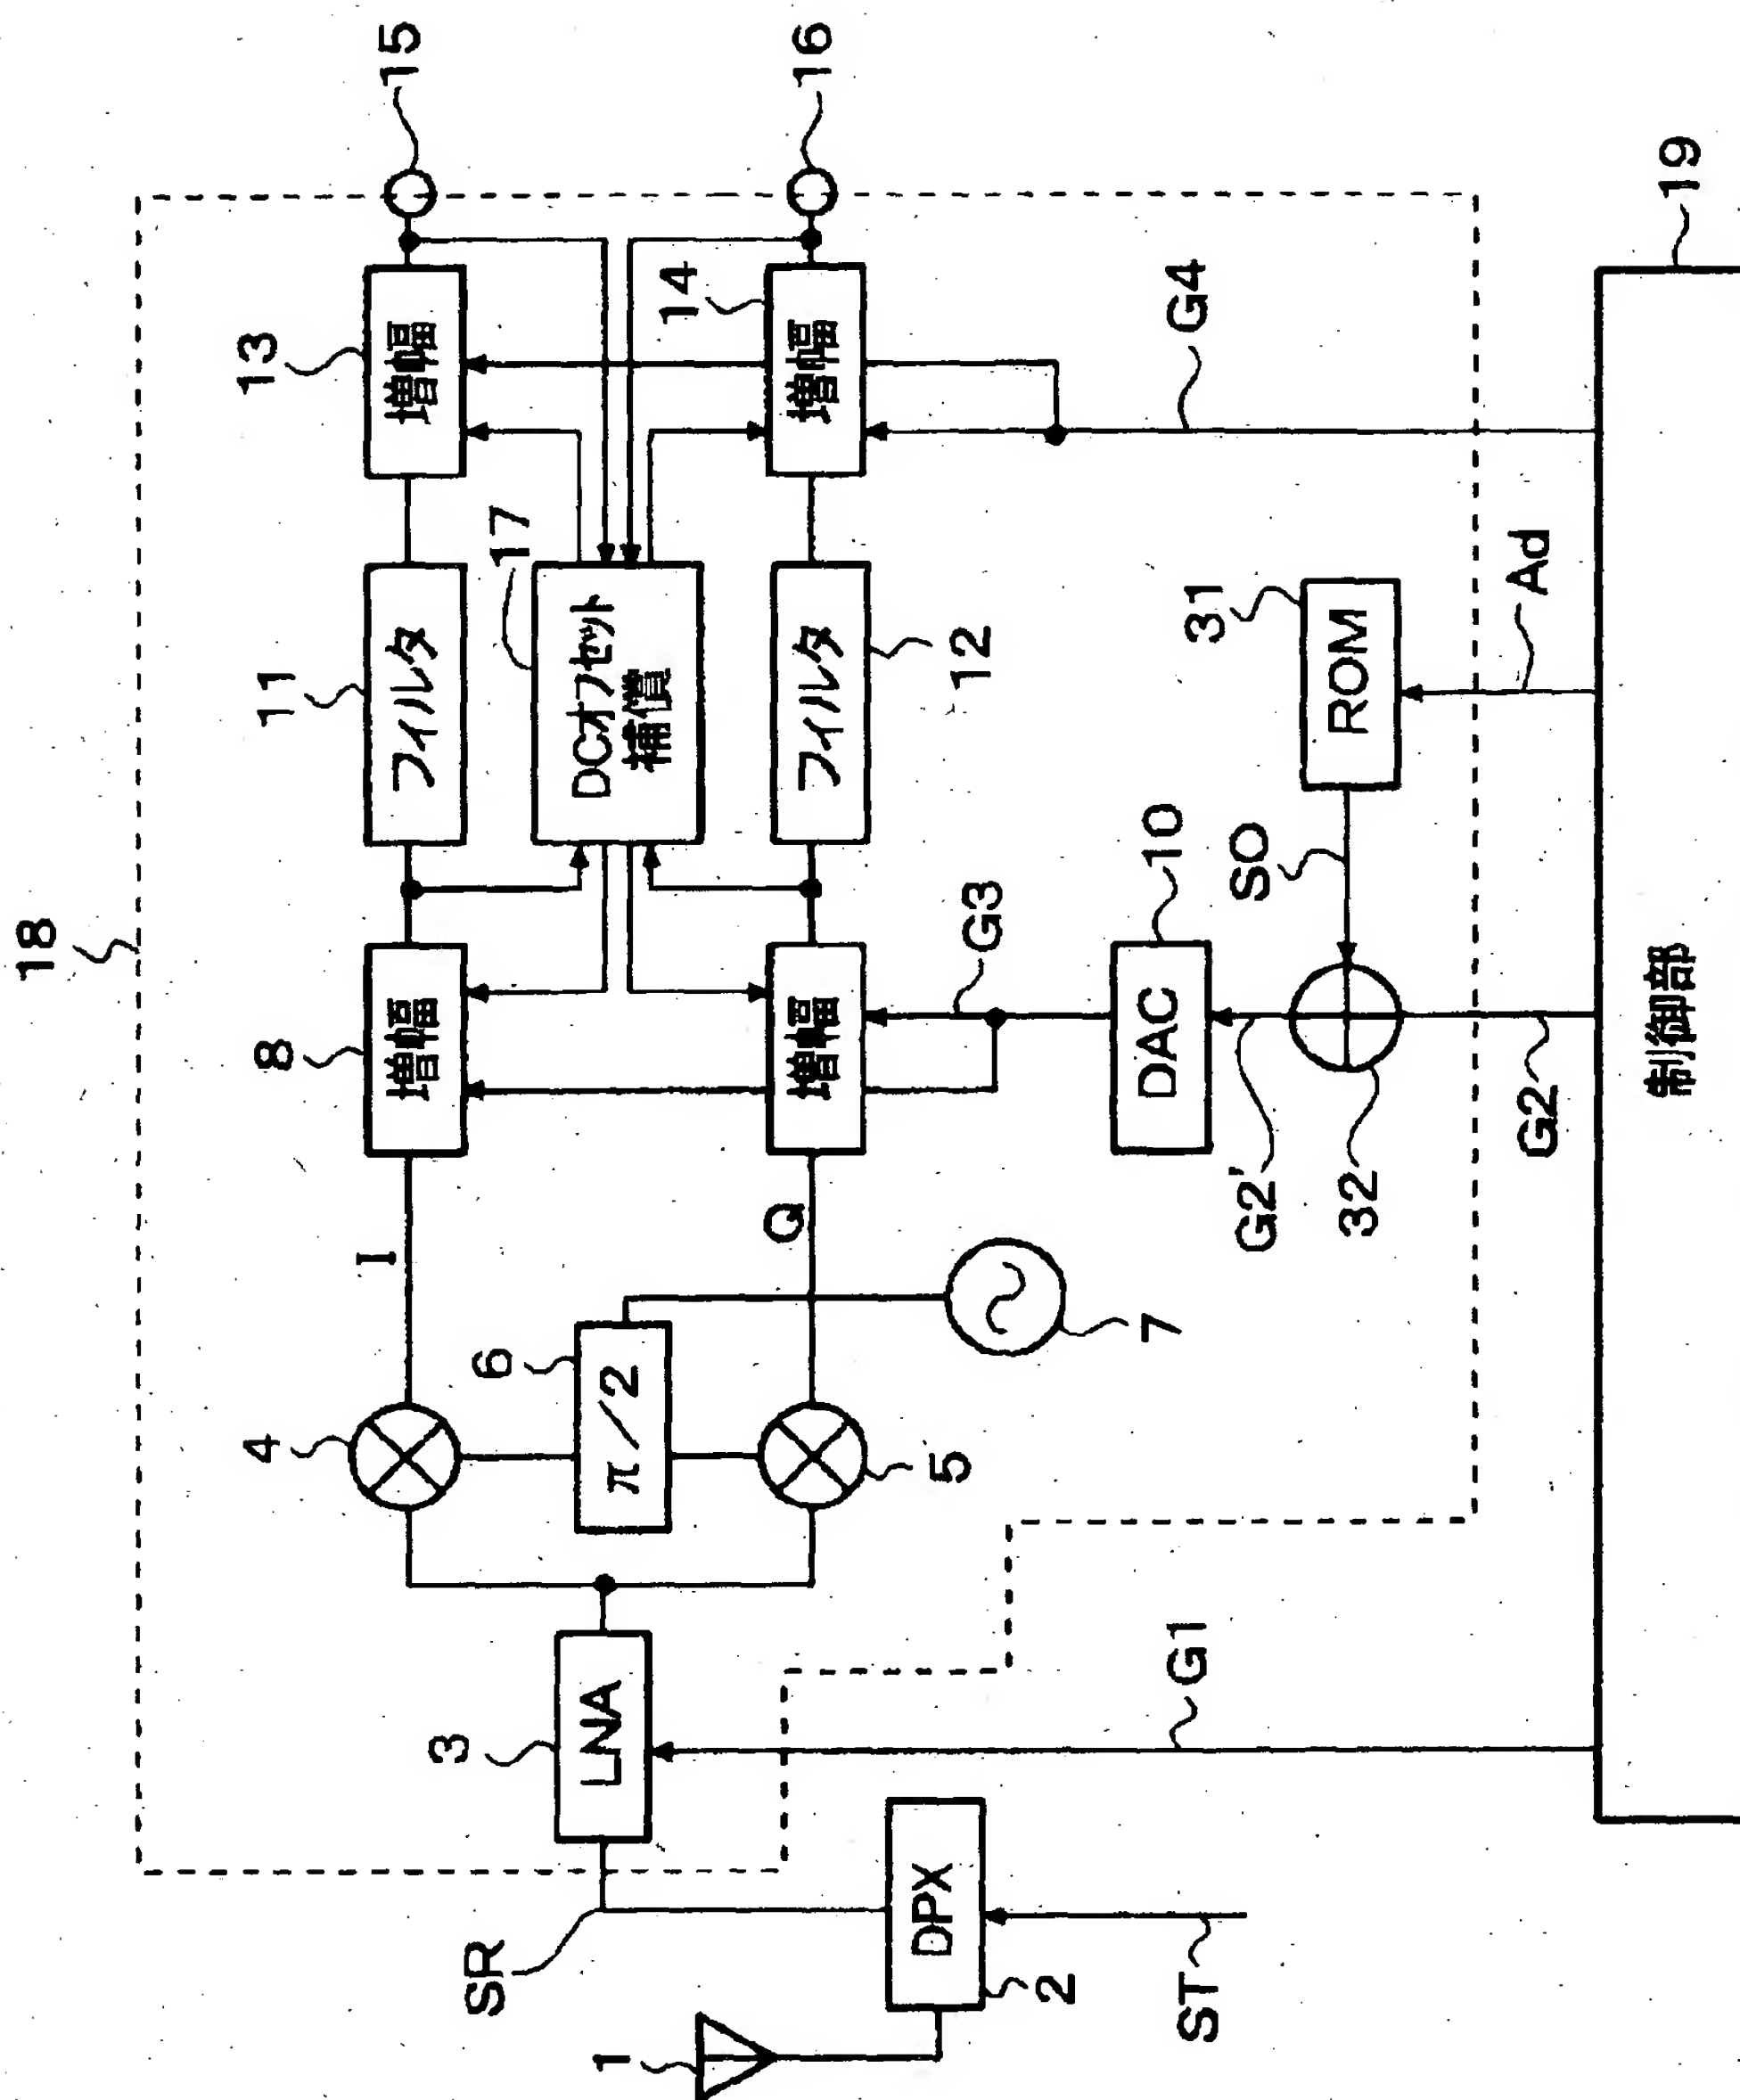 18
4
I
8
増幅
11
フィルタ
13
増幅
15
6
π/2
17
DCオフセット
補償
SR
3
LNA
5
Q
増幅
フィルタ
12
14
増幅
16
1
DPX
2
7
G3
DAC
10
SO
31
ROM
G4
ST
G1
G2'
32
G2
Ad
制御部
19